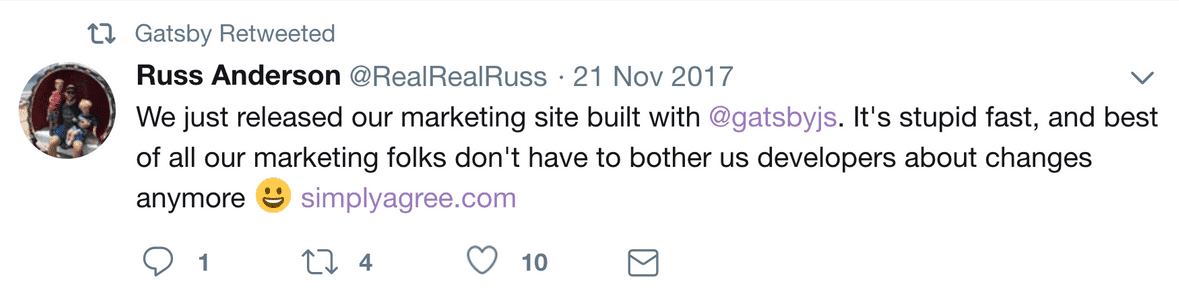 Gatsby Retweeted
Russ Anderson @RealRealRuss · 21 Nov 2017
We just released our marketing site built with @gatsbyjs. It's stupid fast, and best
of all our marketing folks don't have to bother us developers about changes
anymore 😀 simplyagree.com
1 4 10